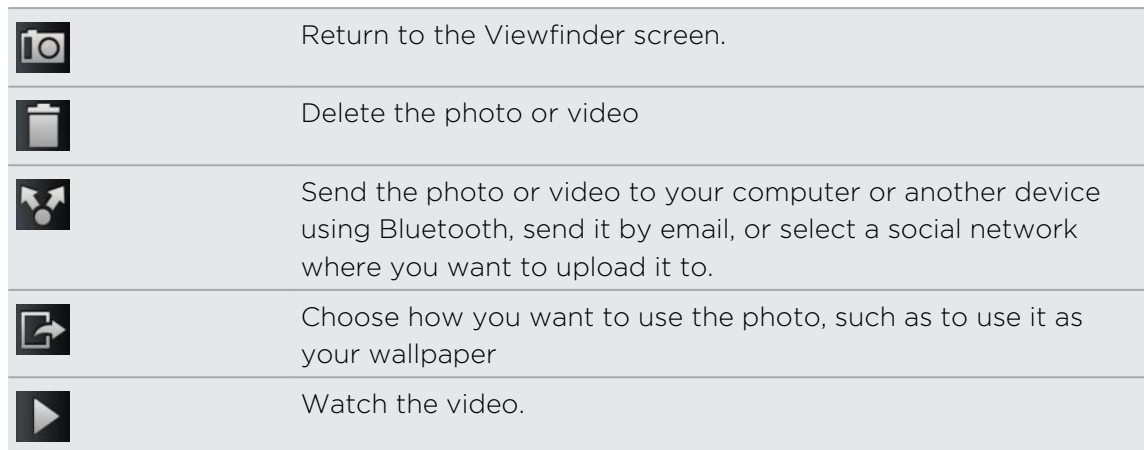 Return to the Viewfinder screen.
Delete the photo or video
Send the photo or video to your computer or another device
using Bluetooth, send it by email, or select a social network
where you want to upload it to.
Choose how you want to use the photo, such as to use it as
your wallpaper
Watch the video.